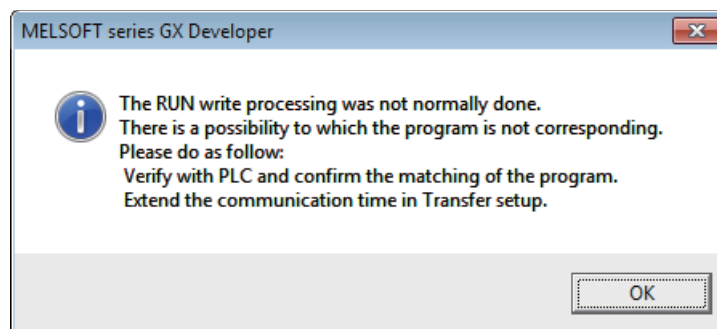 MELSOFT series GX Developer
The RUN write processing was not normally done.
There is a possibility to which the program is not corresponding.
Please do as follow:
Verify with PLC and confirm the matching of the program.
Extend the communication time in Transfer setup.
OK